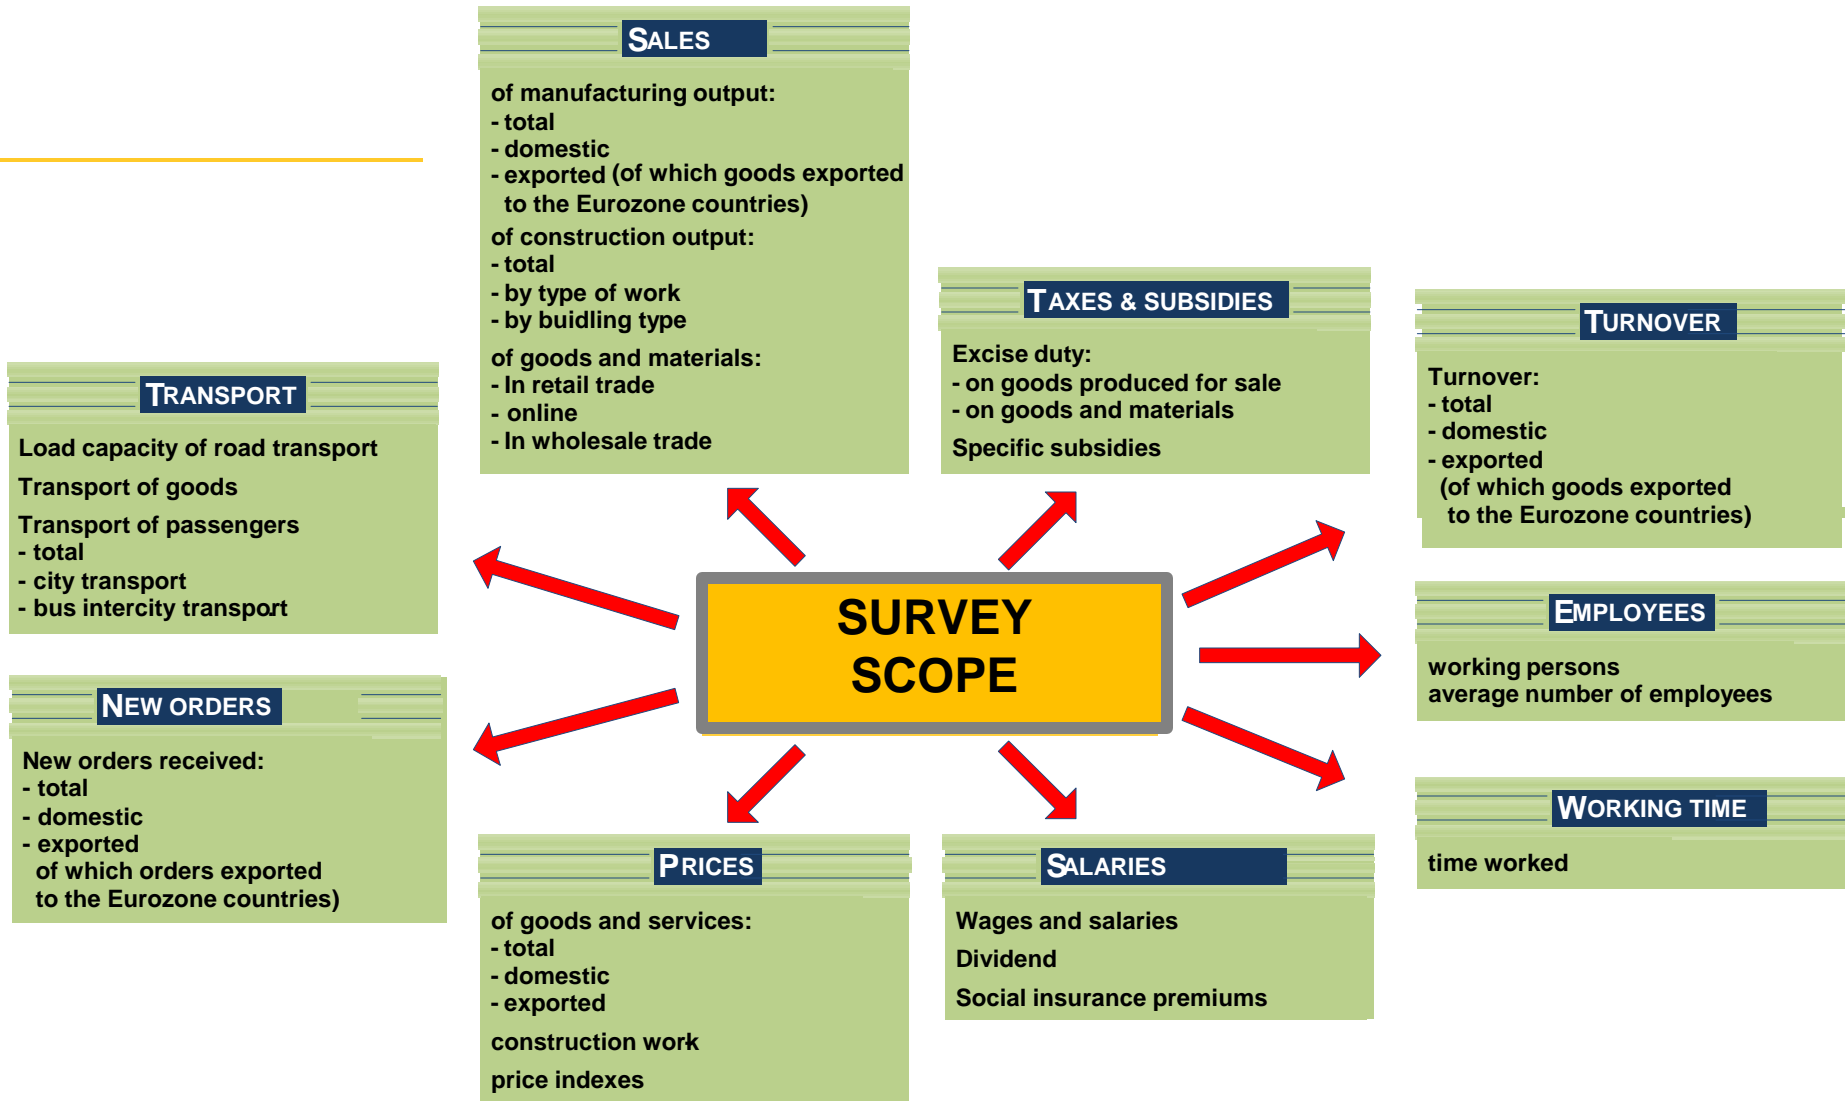 SALES
of manufacturing output:
- total
- domestic
- exported (of which goods exported
to the Eurozone countries)
of construction output:
- total
- by type of work
- by buidling type
of goods and materials:
- In retail trade
- online
- In wholesale trade
TAXES & SUBSIDIES
Excise duty:
- on goods produced for sale
- on goods and materials
Specific subsidies
TURNOVER
Turnover:
- total
- domestic
- exported
(of which goods exported
to the Eurozone countries)
TRANSPORT
Load capacity of road transport
Transport of goods
Transport of passengers
- total
- city transport
- bus intercity transport
SURVEY
SCOPE
EMPLOYEES
working persons
average number of employees
NEW ORDERS
New orders received:
- total
- domestic
- exported
of which orders exported
to the Eurozone countries)
WORKING TIME
time worked
PRICES
of goods and services:
- total
- domestic
- exported
construction work
price indexes
SALARIES
Wages and salaries
Dividend
Social insurance premiums